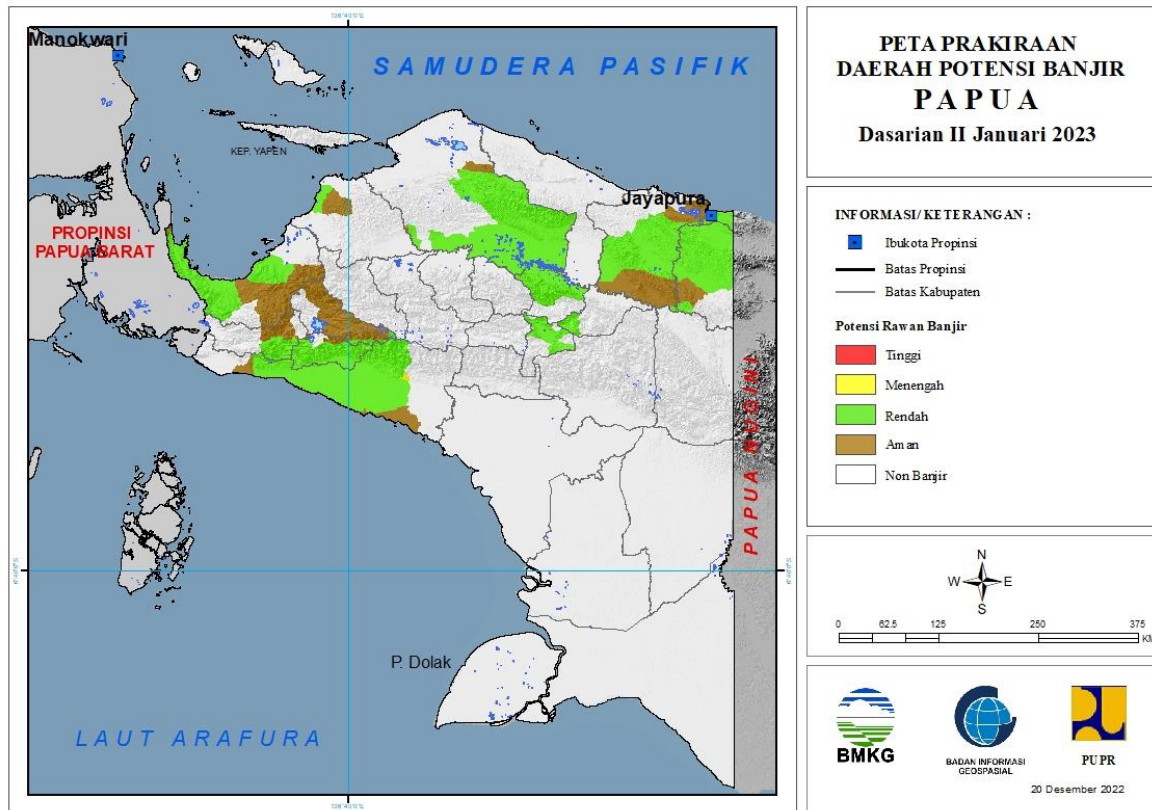 Manokwari
SAMUDERA PASIFIK
KEP. YAPEN
Jayapura
PROPINSI
PAPUA BARAT
PAPUA NUGINI
P. Dolak
LAUT ARAFURA
PETA PRAKIRAAN
DAERAH POTENSI BANJIR
PAPUA
Dasarian II Januari 2023
INFORMASI/ KETERANGAN :
Ibukota Propinsi
Batas Propinsi
Batas Kabupaten
Potensi Rawan Banjir
Tinggi
Menengah
Rendah
Aman
Non Banjir
N
W E
S
0 62.5 125 250 375
KM
BMKG
BADAN INFORMASI
GEOSPASIAL
PUPR
20 Desember 2022